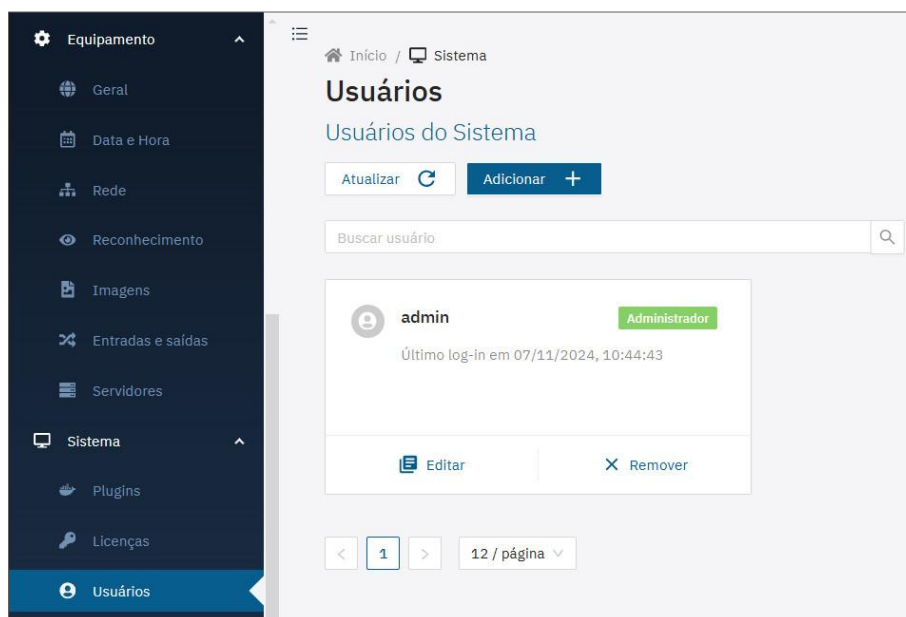 Equipamento
Geral
Data e Hora
Rede
Reconhecimento
Imagens
Entradas e saídas
Servidores
Sistema
Plugins
Licenças
Usuários
Início / Sistema
Usuários
Usuários do Sistema
Atualizar
Adicionar
Buscar usuário
admin
Administrador
Último log-in em 07/11/2024, 10:44:43
Editar
Remover
< 1 > 12 / página